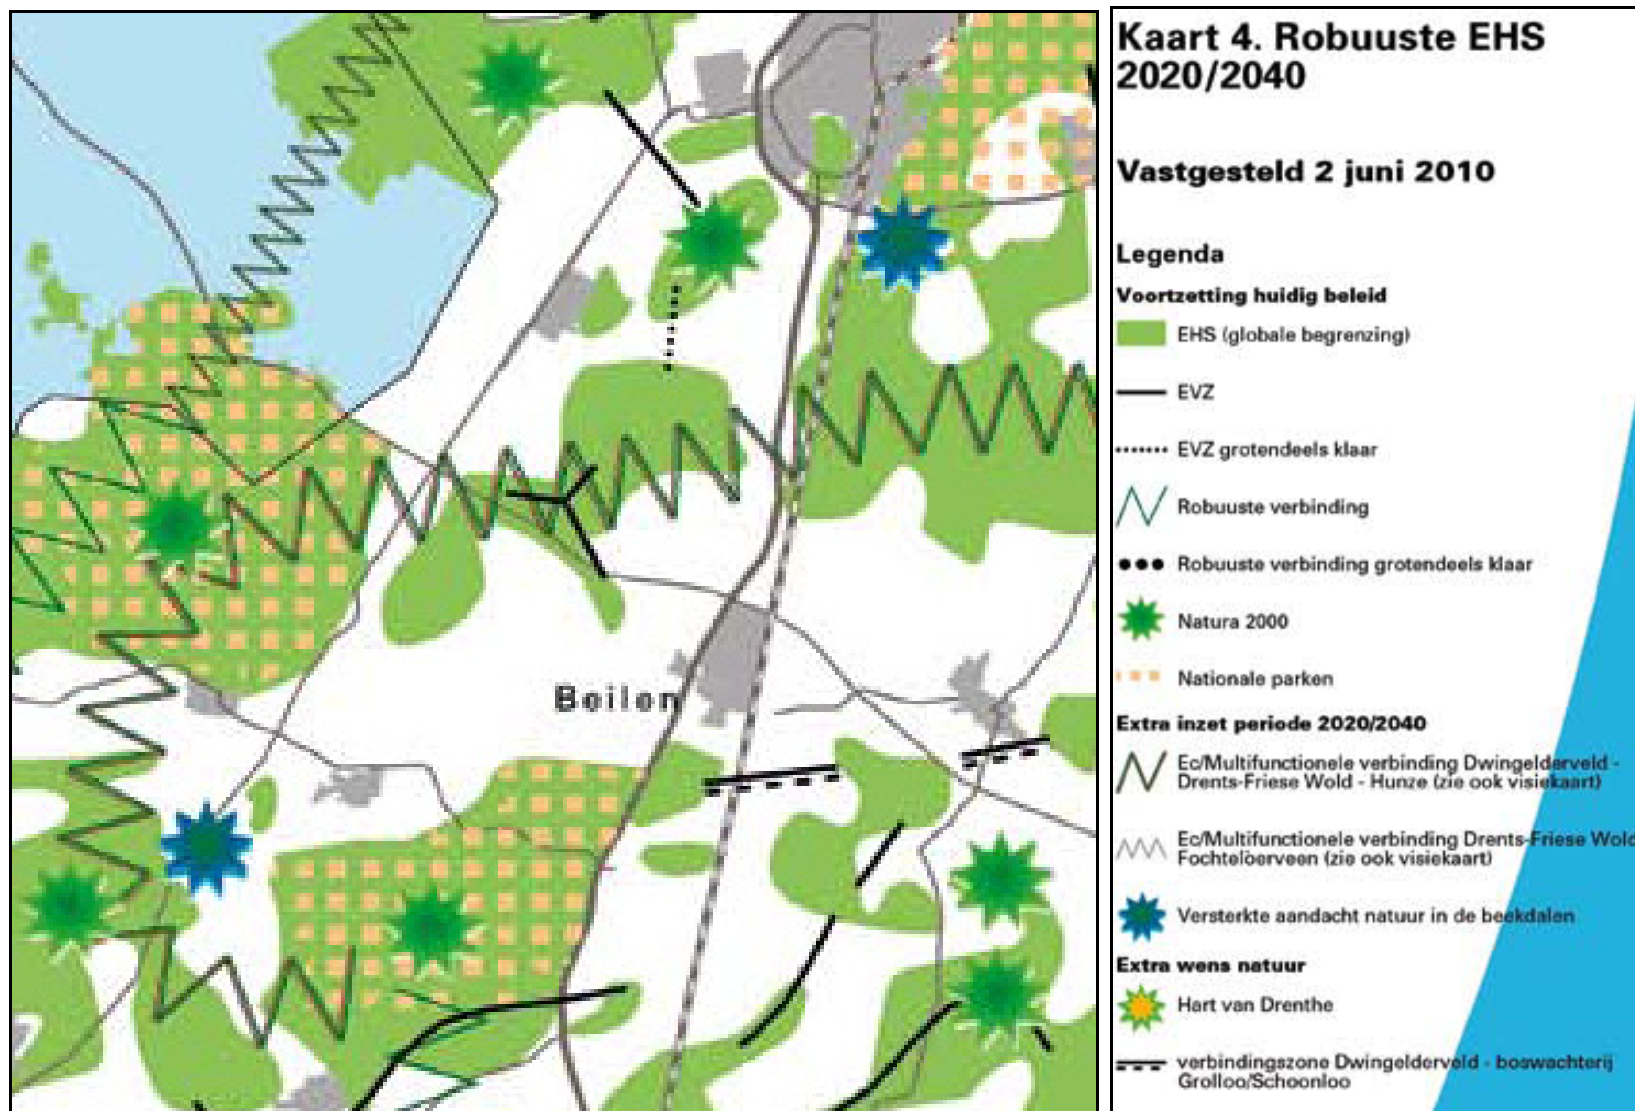 Beilen
Kaart 4. Robuuste EHS
2020/2040
Vastgesteld 2 juni 2010
Legenda
Voortzetting huidig beleid
EHS (globale begrenzing)
EVZ
EVZ grotendeels klaar
Robuuste verbinding
Robuuste verbinding grotendeels klaar
Natura 2000
Nationale parken
Extra inzet periode 2020/2040
Ec/Multifunctionele verbinding Dwingelderveld -
Drents-Friese Wold - Hunze (zie ook visiekaart)
Ec/Multifunctionele verbinding Drents-Friese Wold
Fochteloerveen (zie ook visiekaart)
Versterkte aandacht natuur in de beekdalen
Extra wens natuur
Hart van Drenthe
verbindingszone Dwingelderveld - boswachterij
Grolloo/Schoonloo